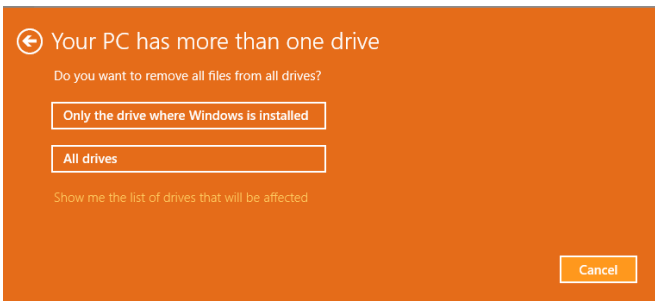 Your PC has more than one drive
Do you want to remove all files from all drives?
Only the drive where Windows is installed
All drives
Show me the list of drives that will be affected
Cancel